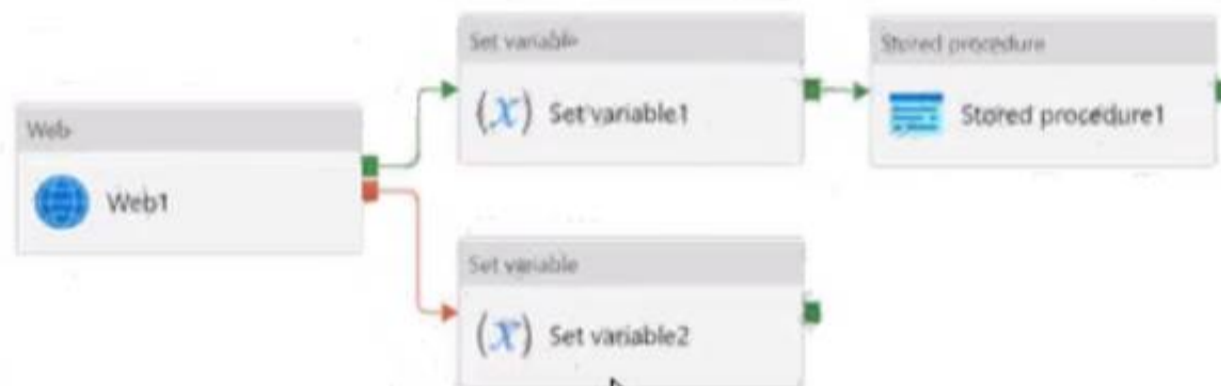 Set variable
(x) Set variable1
Stored procedure
Stored procedure1
Web
Web1
Set variable
(x) Set variable2